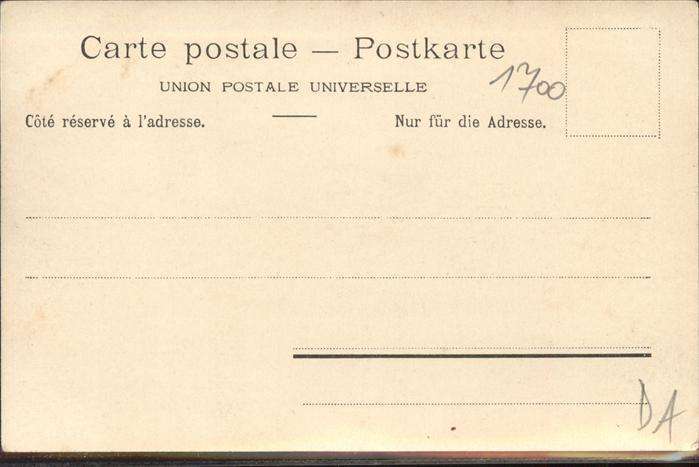 Carte postale — Postkarte
UNION POSTALE UNIVERSELLE
1700
Côté réservé à l'adresse.
Nur für die Adresse.
DA